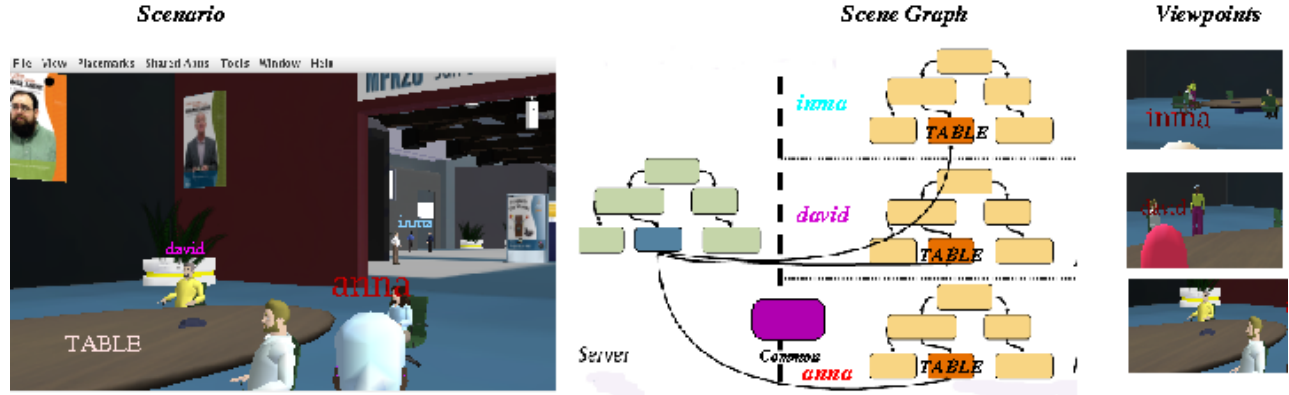 Scenario
Scene Graph
Viewpoints
File View Placemarks Shared Apps Tools Window Help
MPK20
inma
david
anna
TABLE
inma
TABLE
david
TABLE
Server
Common
anna
TABLE
inma
david